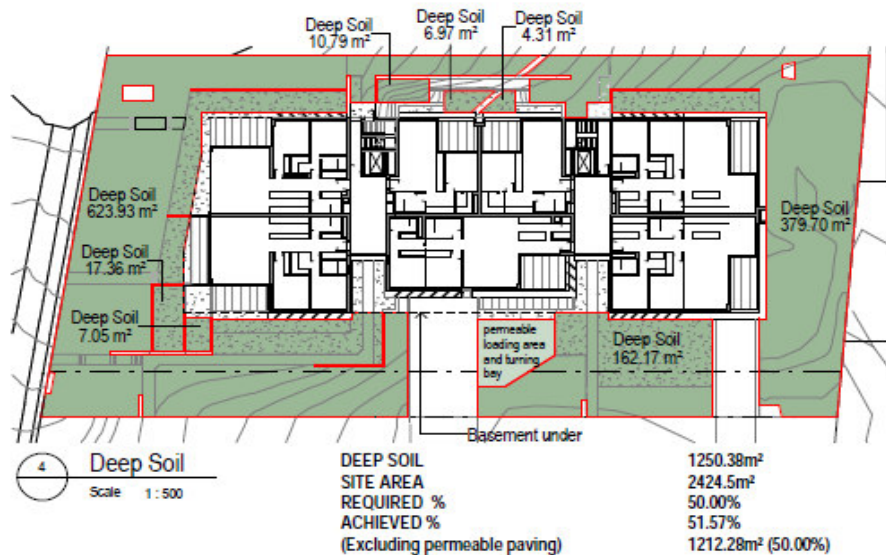 Deep Soil
10.79 m²
Deep Soil
6.97 m²
Deep Soil
4.31 m²
Deep Soil
623.93 m²
Deep Soil
379.70 m²
Deep Soil
17.36 m²
Deep Soil
7.05 m²
permeable
loading area
and turning
bay
Deep Soil
162.17 m²
Basement under
4 Deep Soil
Scale 1 : 500
DEEP SOIL 1250.38m²
SITE AREA 2424.5m²
REQUIRED % 50.00%
ACHIEVED % 51.57%
(Excluding permeable paving) 1212.28m² (50.00%)